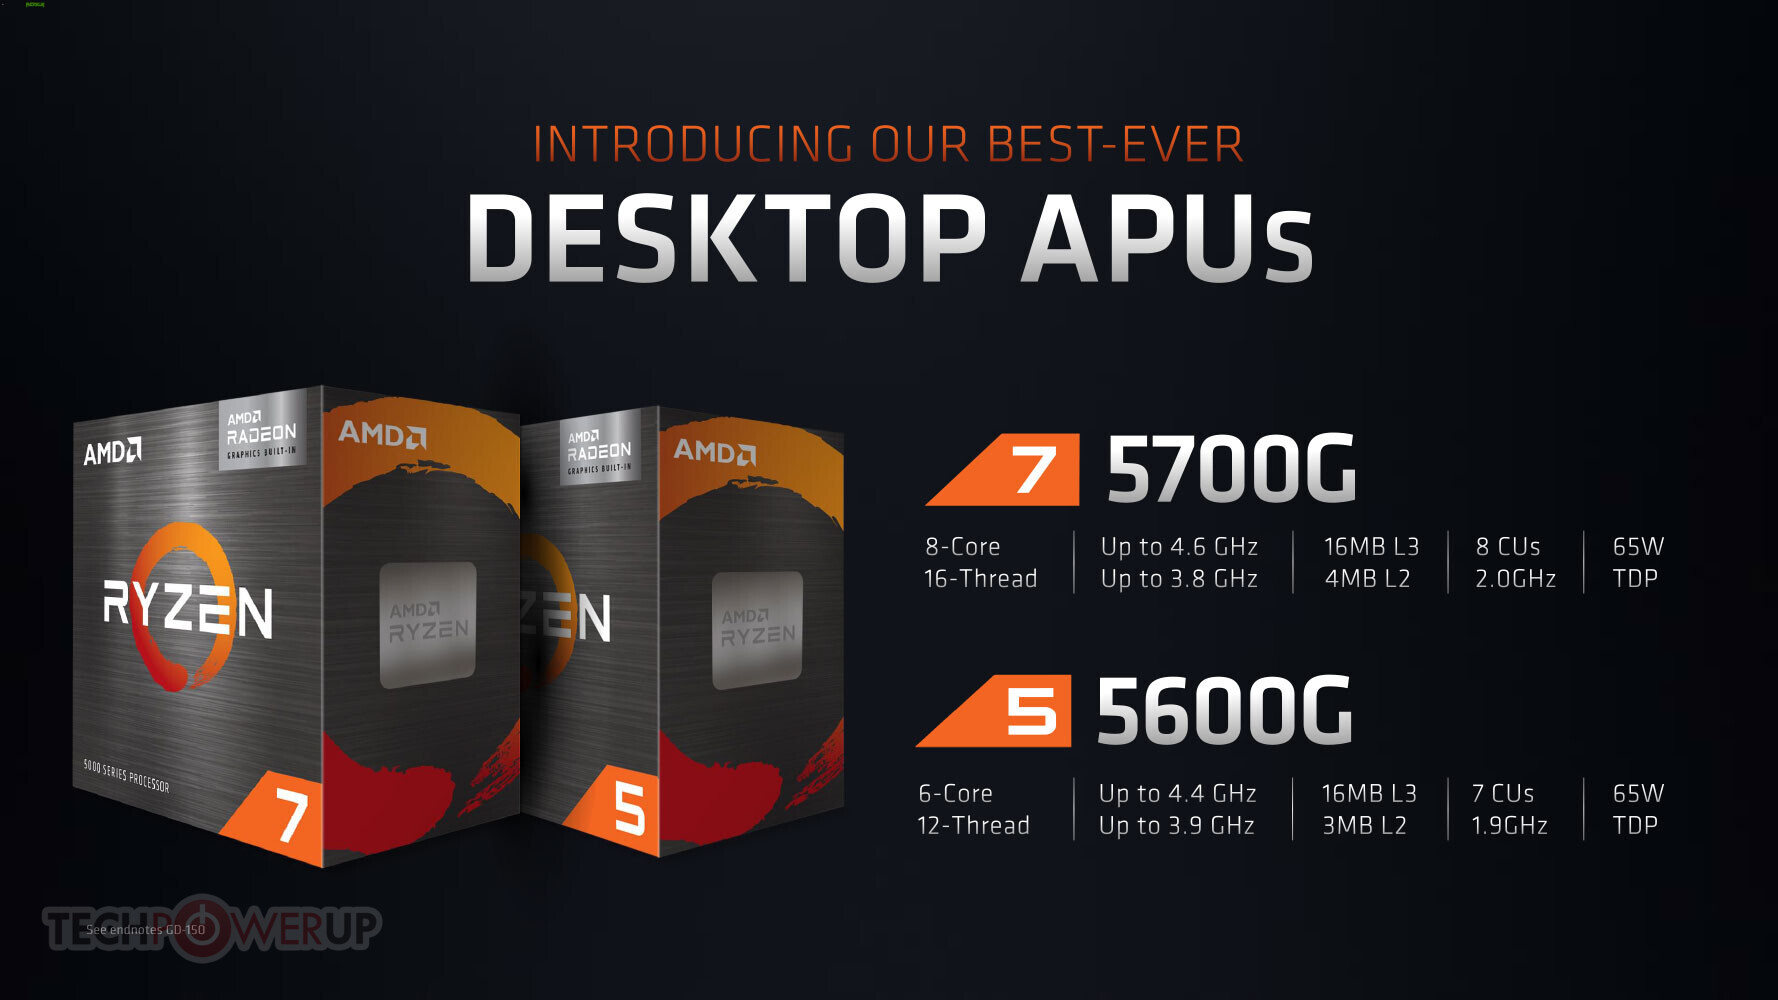 INTRODUCING OUR BEST-EVER
DESKTOP APUs
AMD
AMD
RADEON
GRAPHICS BUILT-IN
RYZEN
5000 SERIES PROCESSOR
7
AMD
AMD
RYZEN
AMD
RADEON
GRAPHICS BUILT-IN
ZEN
5
AMD
AMD
RYZEN
7 5700G
8-Core
16-Thread
Up to 4.6 GHz
Up to 3.8 GHz
16MB L3
4MB L2
8 CUs
2.0GHz
65W
TDP
5 5600G
6-Core
12-Thread
Up to 4.4 GHz
Up to 3.9 GHz
16MB L3
3MB L2
7 CUs
1.9GHz
65W
TDP
TECHPOWERUP
See endnotes GD-150